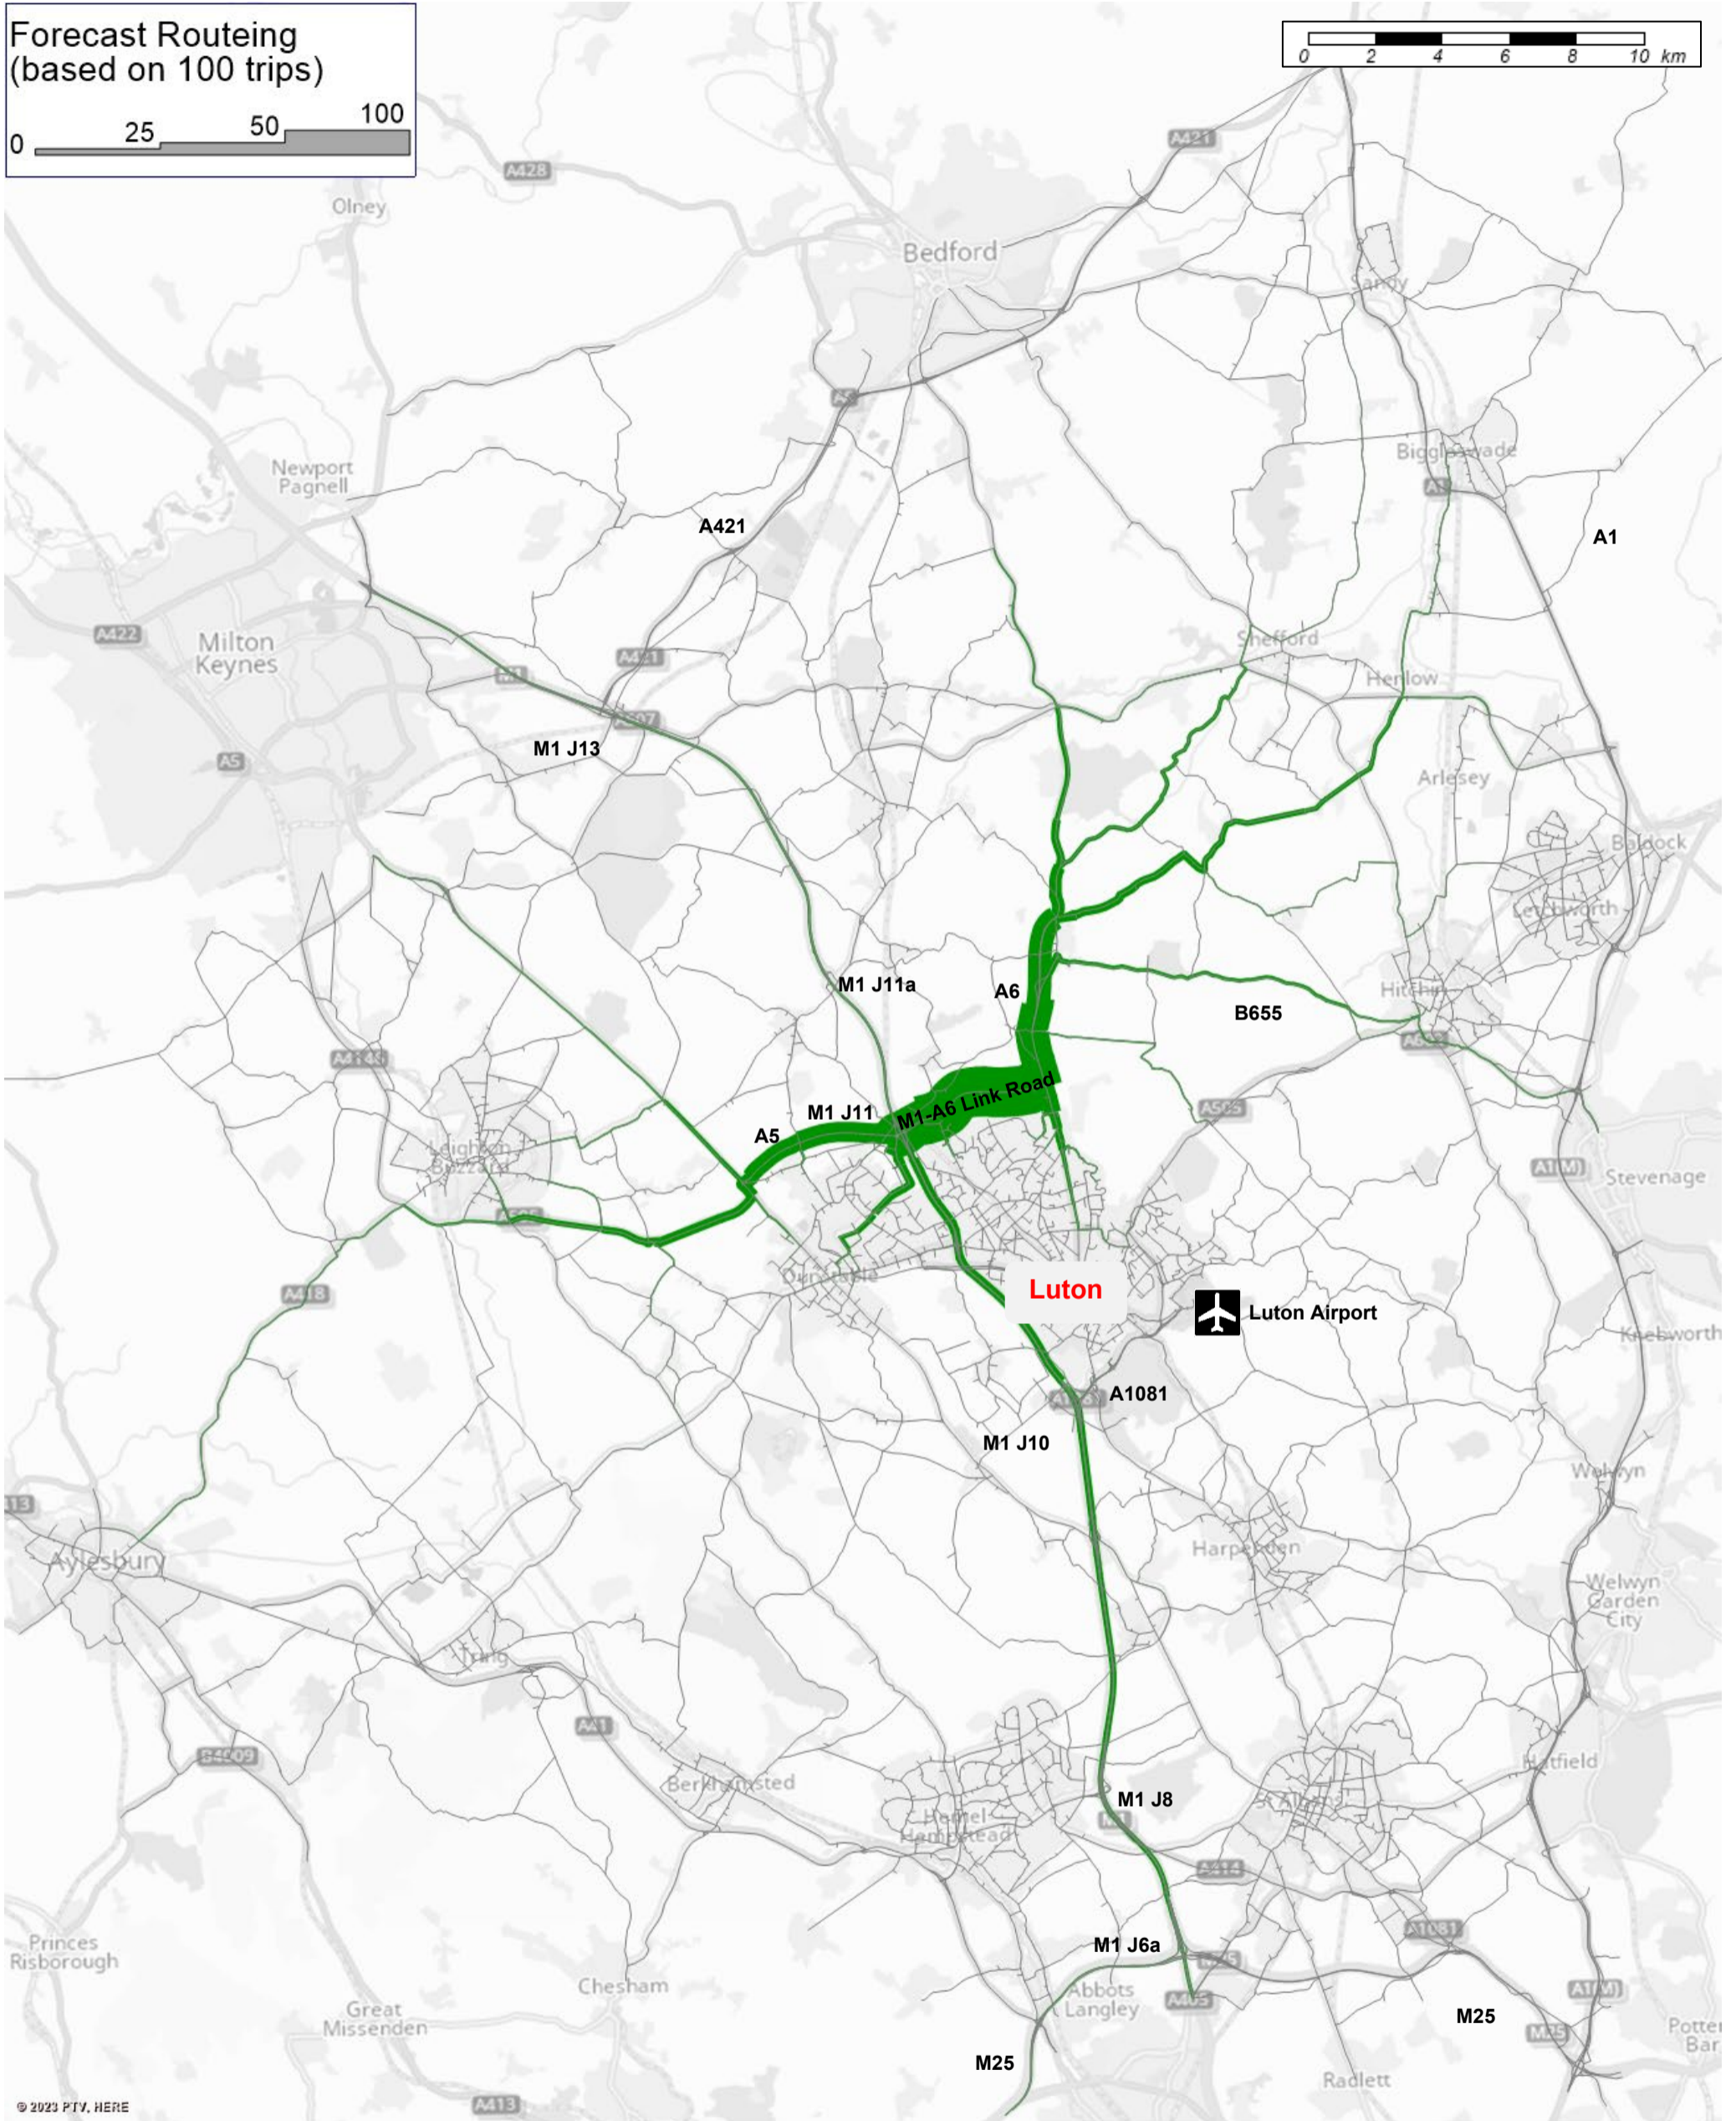 Forecast Routeing
(based on 100 trips)
0 25 50 100
0 2 4 6 8 10 km
A421
A428
Olney
Bedford
Sandy
A6
Newport
Pagnell
Biggleswade
A1
A421
A1
A422
Milton
Keynes
A421
Shefford
M1
Henlow
A507
M1 J13
A5
Arlesey
Baldock
Letchworth
M1 J11a
A6
Hitchin
B655
A602
A4146
M1-A6 Link Road
M1 J11
A505
A5
Leighton
Buzzard
A1(M)
Stevenage
A505
Dunstable
Luton
A418
Luton Airport
Knebworth
A1081
A1081
M1 J10
Welwyn
A413
Harpenden
Aylesbury
Welwyn
Garden
City
Tring
A41
B4009
Hatfield
Berkhamsted
M1 J8
St Albans
M1
Hemel
Hempstead
A414
A1081
Princes
Risborough
M1 J6a
M25
Chesham
Abbots
Langley
A405
A1(M)
Great
Missenden
M25
M25
Potters
Bar
M25
Radlett
A413
© 2023 PTV, HERE